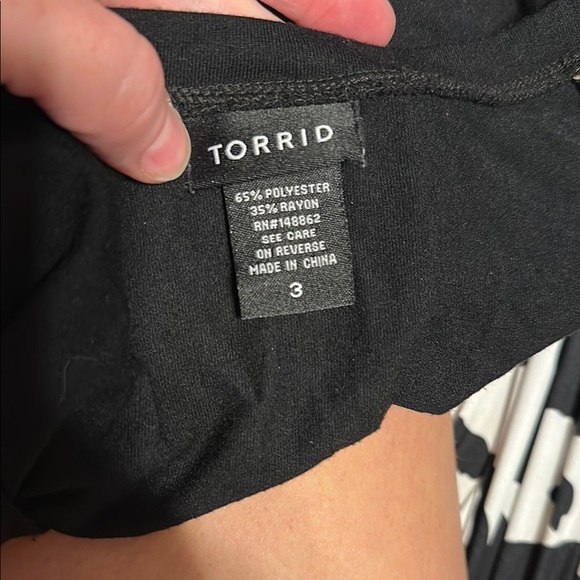 TORRID
65% POLYESTER
35% RAYON
RN#148862
SEE CARE
ON REVERSE
MADE IN CHINA
3